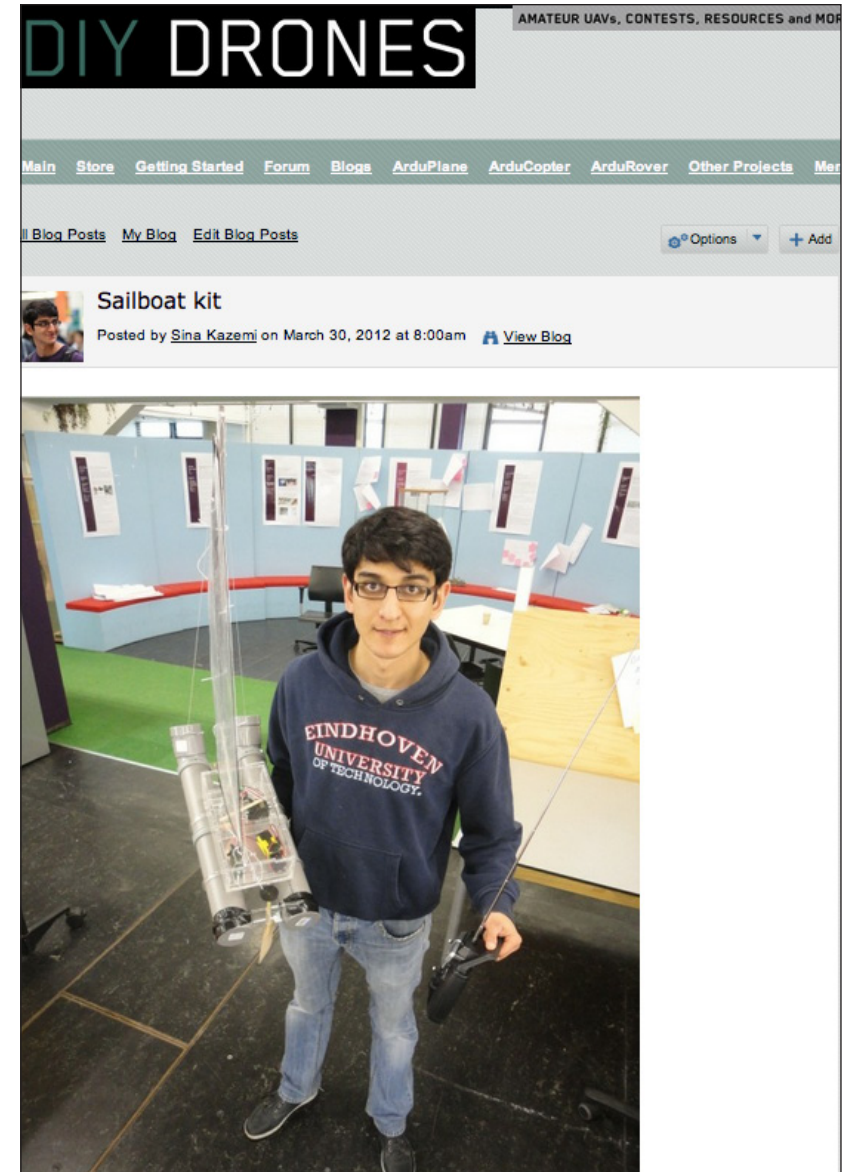 DIY DRONES
AMATEUR UAVs, CONTESTS, RESOURCES and
Main Store Getting Started Forum Blogs ArduPlane ArduCopter ArduRover Other Projects
Blog Posts My Blog Edit Blog Posts
Options + Add
Sailboat kit
Posted by Sina Kazemi on March 30, 2012 at 8:00am View Blog
EINDHOVEN
UNIVERSITY
OF TECHNOLOGY.